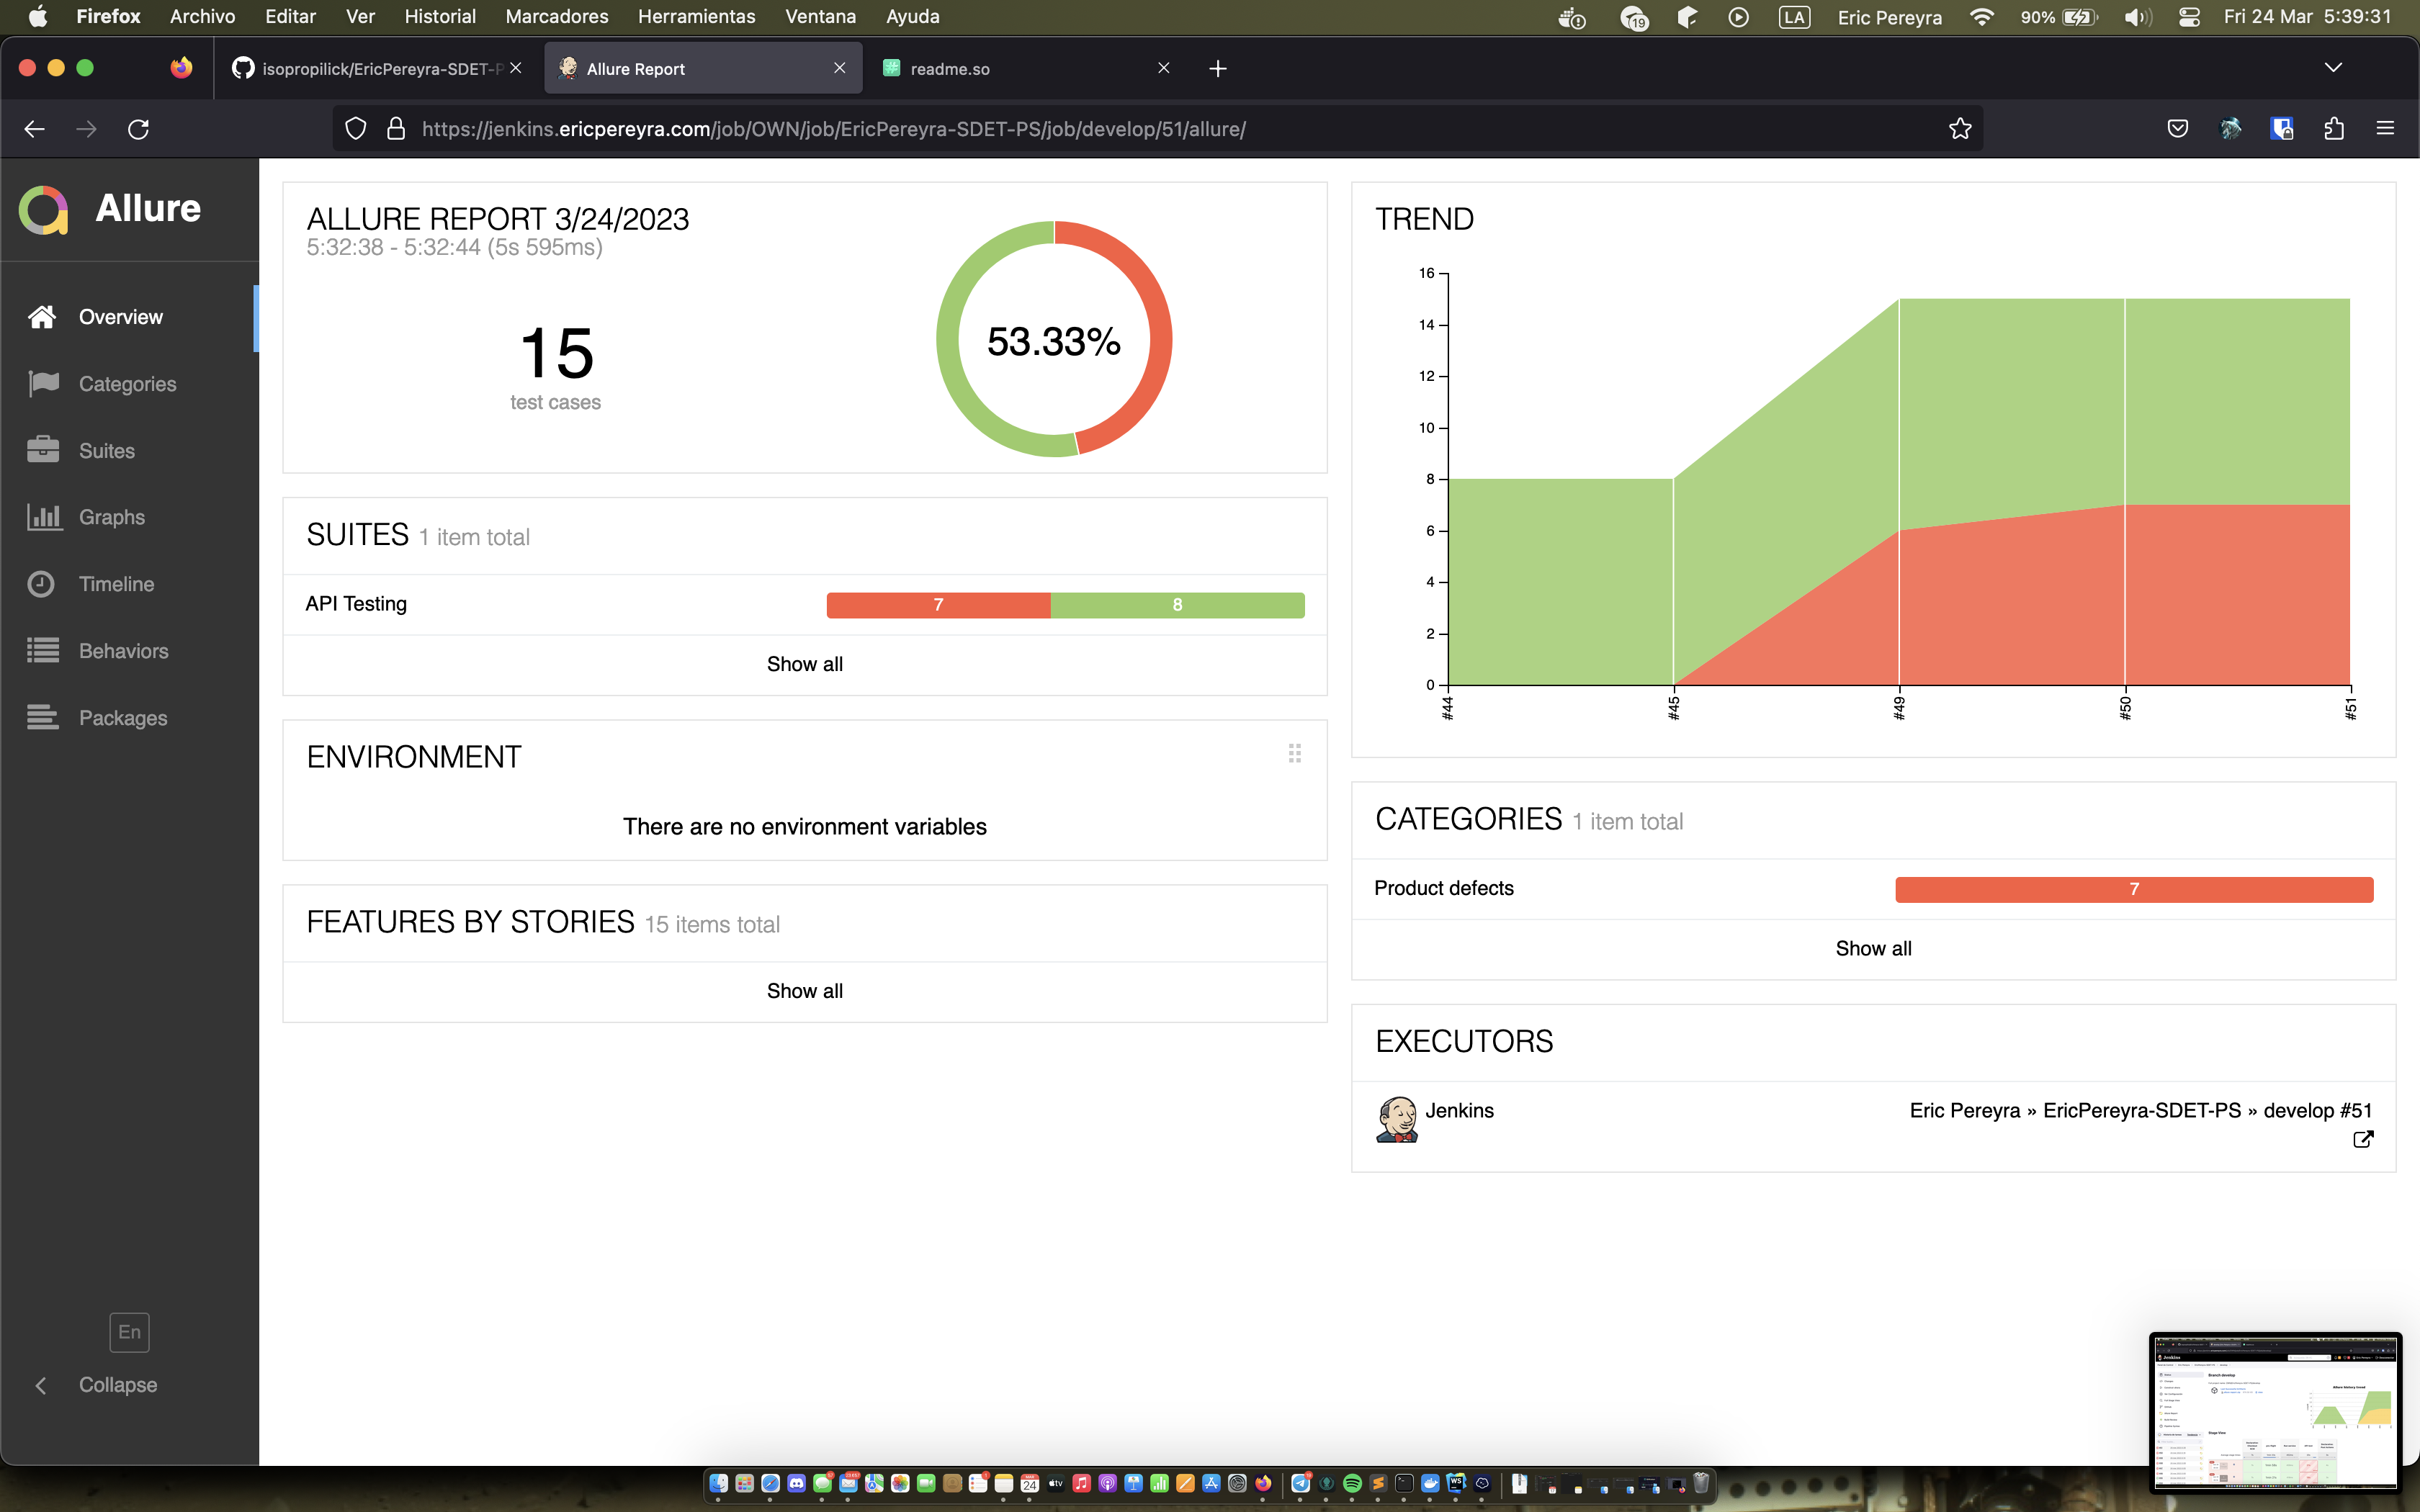 Firefox Archivo Editar Ver Historial Marcadores Herramientas Ventana Ayuda
19 LA Eric Pereyra 90% Fri 24 Mar 5:39:31
isopropilick/EricPereyra-SDET-P
Allure Report
readme.so
https://jenkins.ericpereyra.com/job/OWN/job/EricPereyra-SDET-PS/job/develop/51/allure/
Allure
Overview
Categories
Suites
Graphs
Timeline
Behaviors
Packages
En
Collapse
ALLURE REPORT 3/24/2023
5:32:38 - 5:32:44 (5s 595ms)
15
test cases
53.33%
SUITES 1 item total
API Testing 7 8
Show all
ENVIRONMENT
There are no environment variables
FEATURES BY STORIES 15 items total
Show all
TREND
16
14
12
10
8
6
4
2
0
#44 #45 #49 #50 #51
CATEGORIES 1 item total
Product defects 7
Show all
EXECUTORS
Jenkins Eric Pereyra » EricPereyra-SDET-PS » develop #51